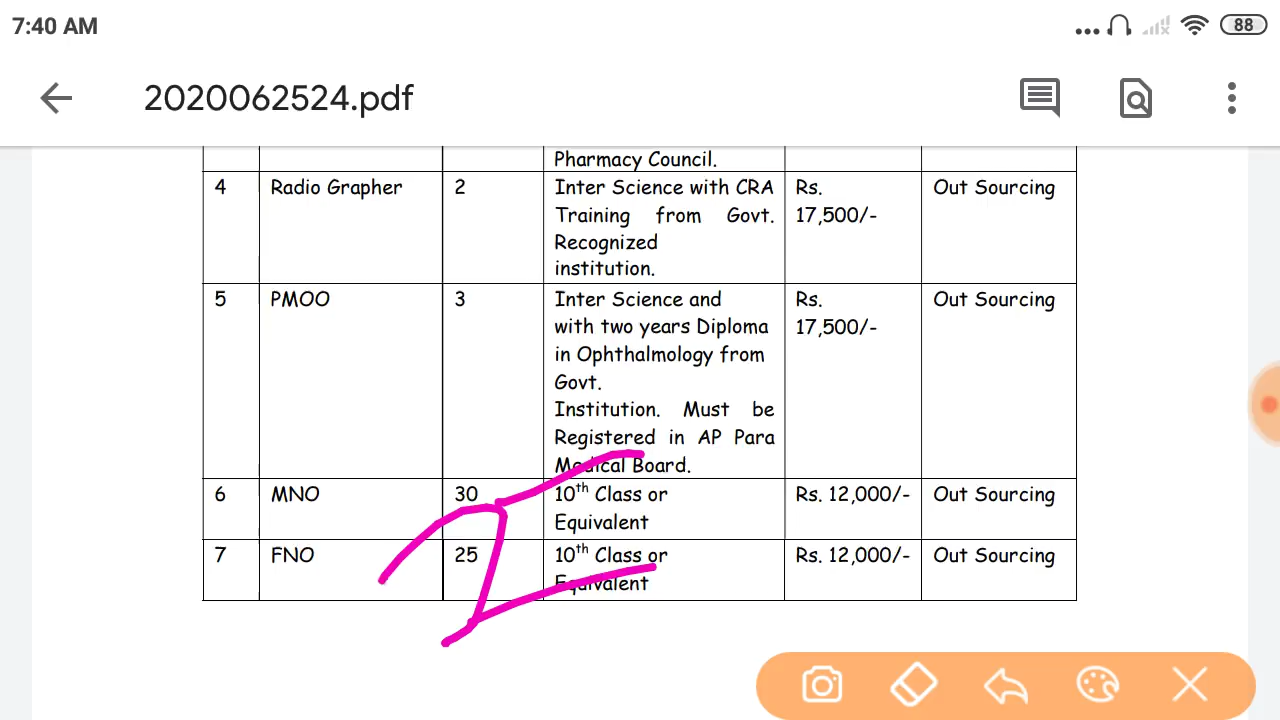 7:40 AM
88
2020062524.pdf
Pharmacy Council.
4 Radio Grapher 2 Inter Science with CRA Rs. Out Sourcing
Training from Govt. 17,500/-
Recognized
institution.
5 PMOO 3 Inter Science and Rs. Out Sourcing
with two years Diploma 17,500/-
in Ophthalmology from
Govt.
Institution. Must be
Registered in AP Para
Medical Board.
6 MNO 30 10th Class or Rs. 12,000/- Out Sourcing
Equivalent
7 FNO 25 10th Class or Rs. 12,000/- Out Sourcing
Equivalent